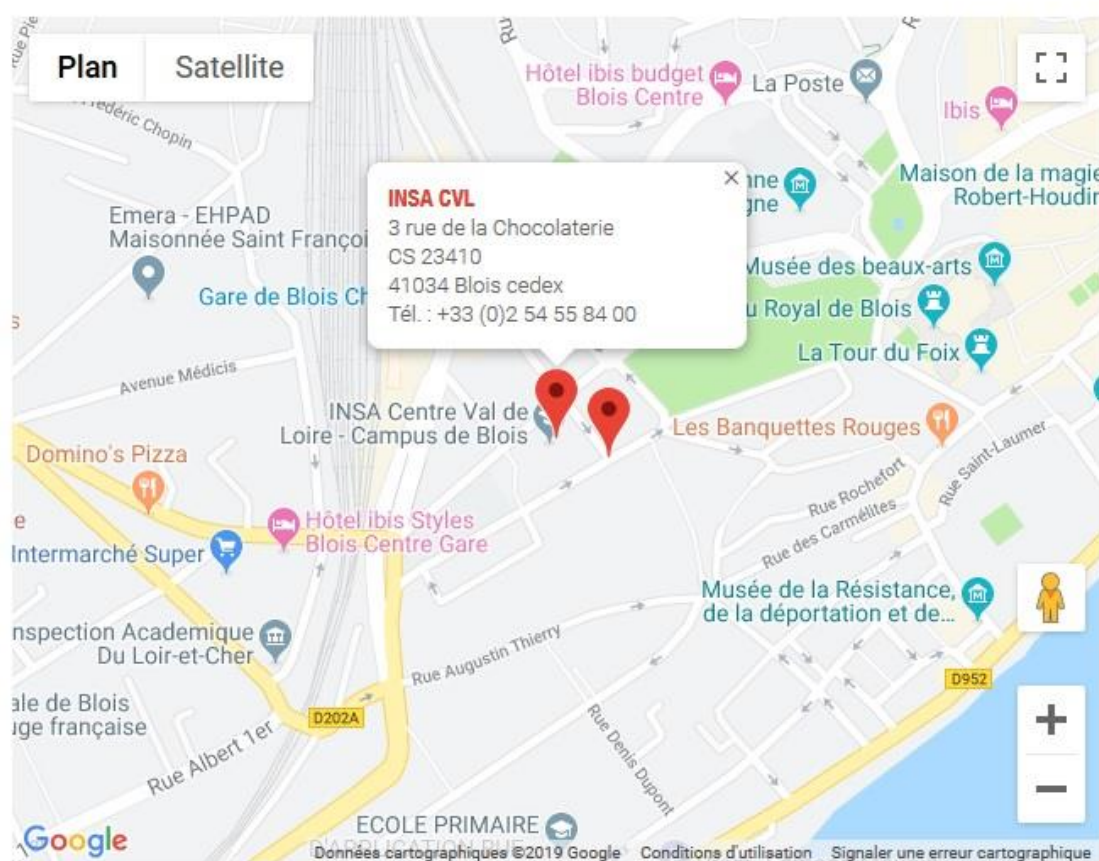 Plan
Satellite
Rue Pie
Frédéric Chopin
Hôtel ibis budget
Blois Centre
La Poste
Ibis
Maison de la magie
Robert-Houdin
Emera - EHPAD
Maisonnée Saint Françoi
Gare de Blois Ch
INSA CVL
3 rue de la Chocolaterie
CS 23410
41034 Blois cedex
Tél. : +33 (0)2 54 55 84 00
nne
gne
Musée des beaux-arts
u Royal de Blois
La Tour du Foix
s
Avenue Médicis
INSA Centre Val de
Loire - Campus de Blois
Les Banquettes Rouges
Domino's Pizza
Rue Rochefort
Rue Saint-Laumer
Rue des Carmélites
e
Hôtel ibis Styles
Blois Centre Gare
Intermarché Super
Musée de la Résistance,
de la déportation et de...
nspection Academique
Du Loir-et-Cher
Rue Augustin Thierry
D952
ale de Blois
uge française
D202A
Rue Albert 1er
Rue Denis Dupont
Google
ECOLE PRIMAIRE
Données cartographiques ©2019 Google
Conditions d'utilisation
Signaler une erreur cartographique